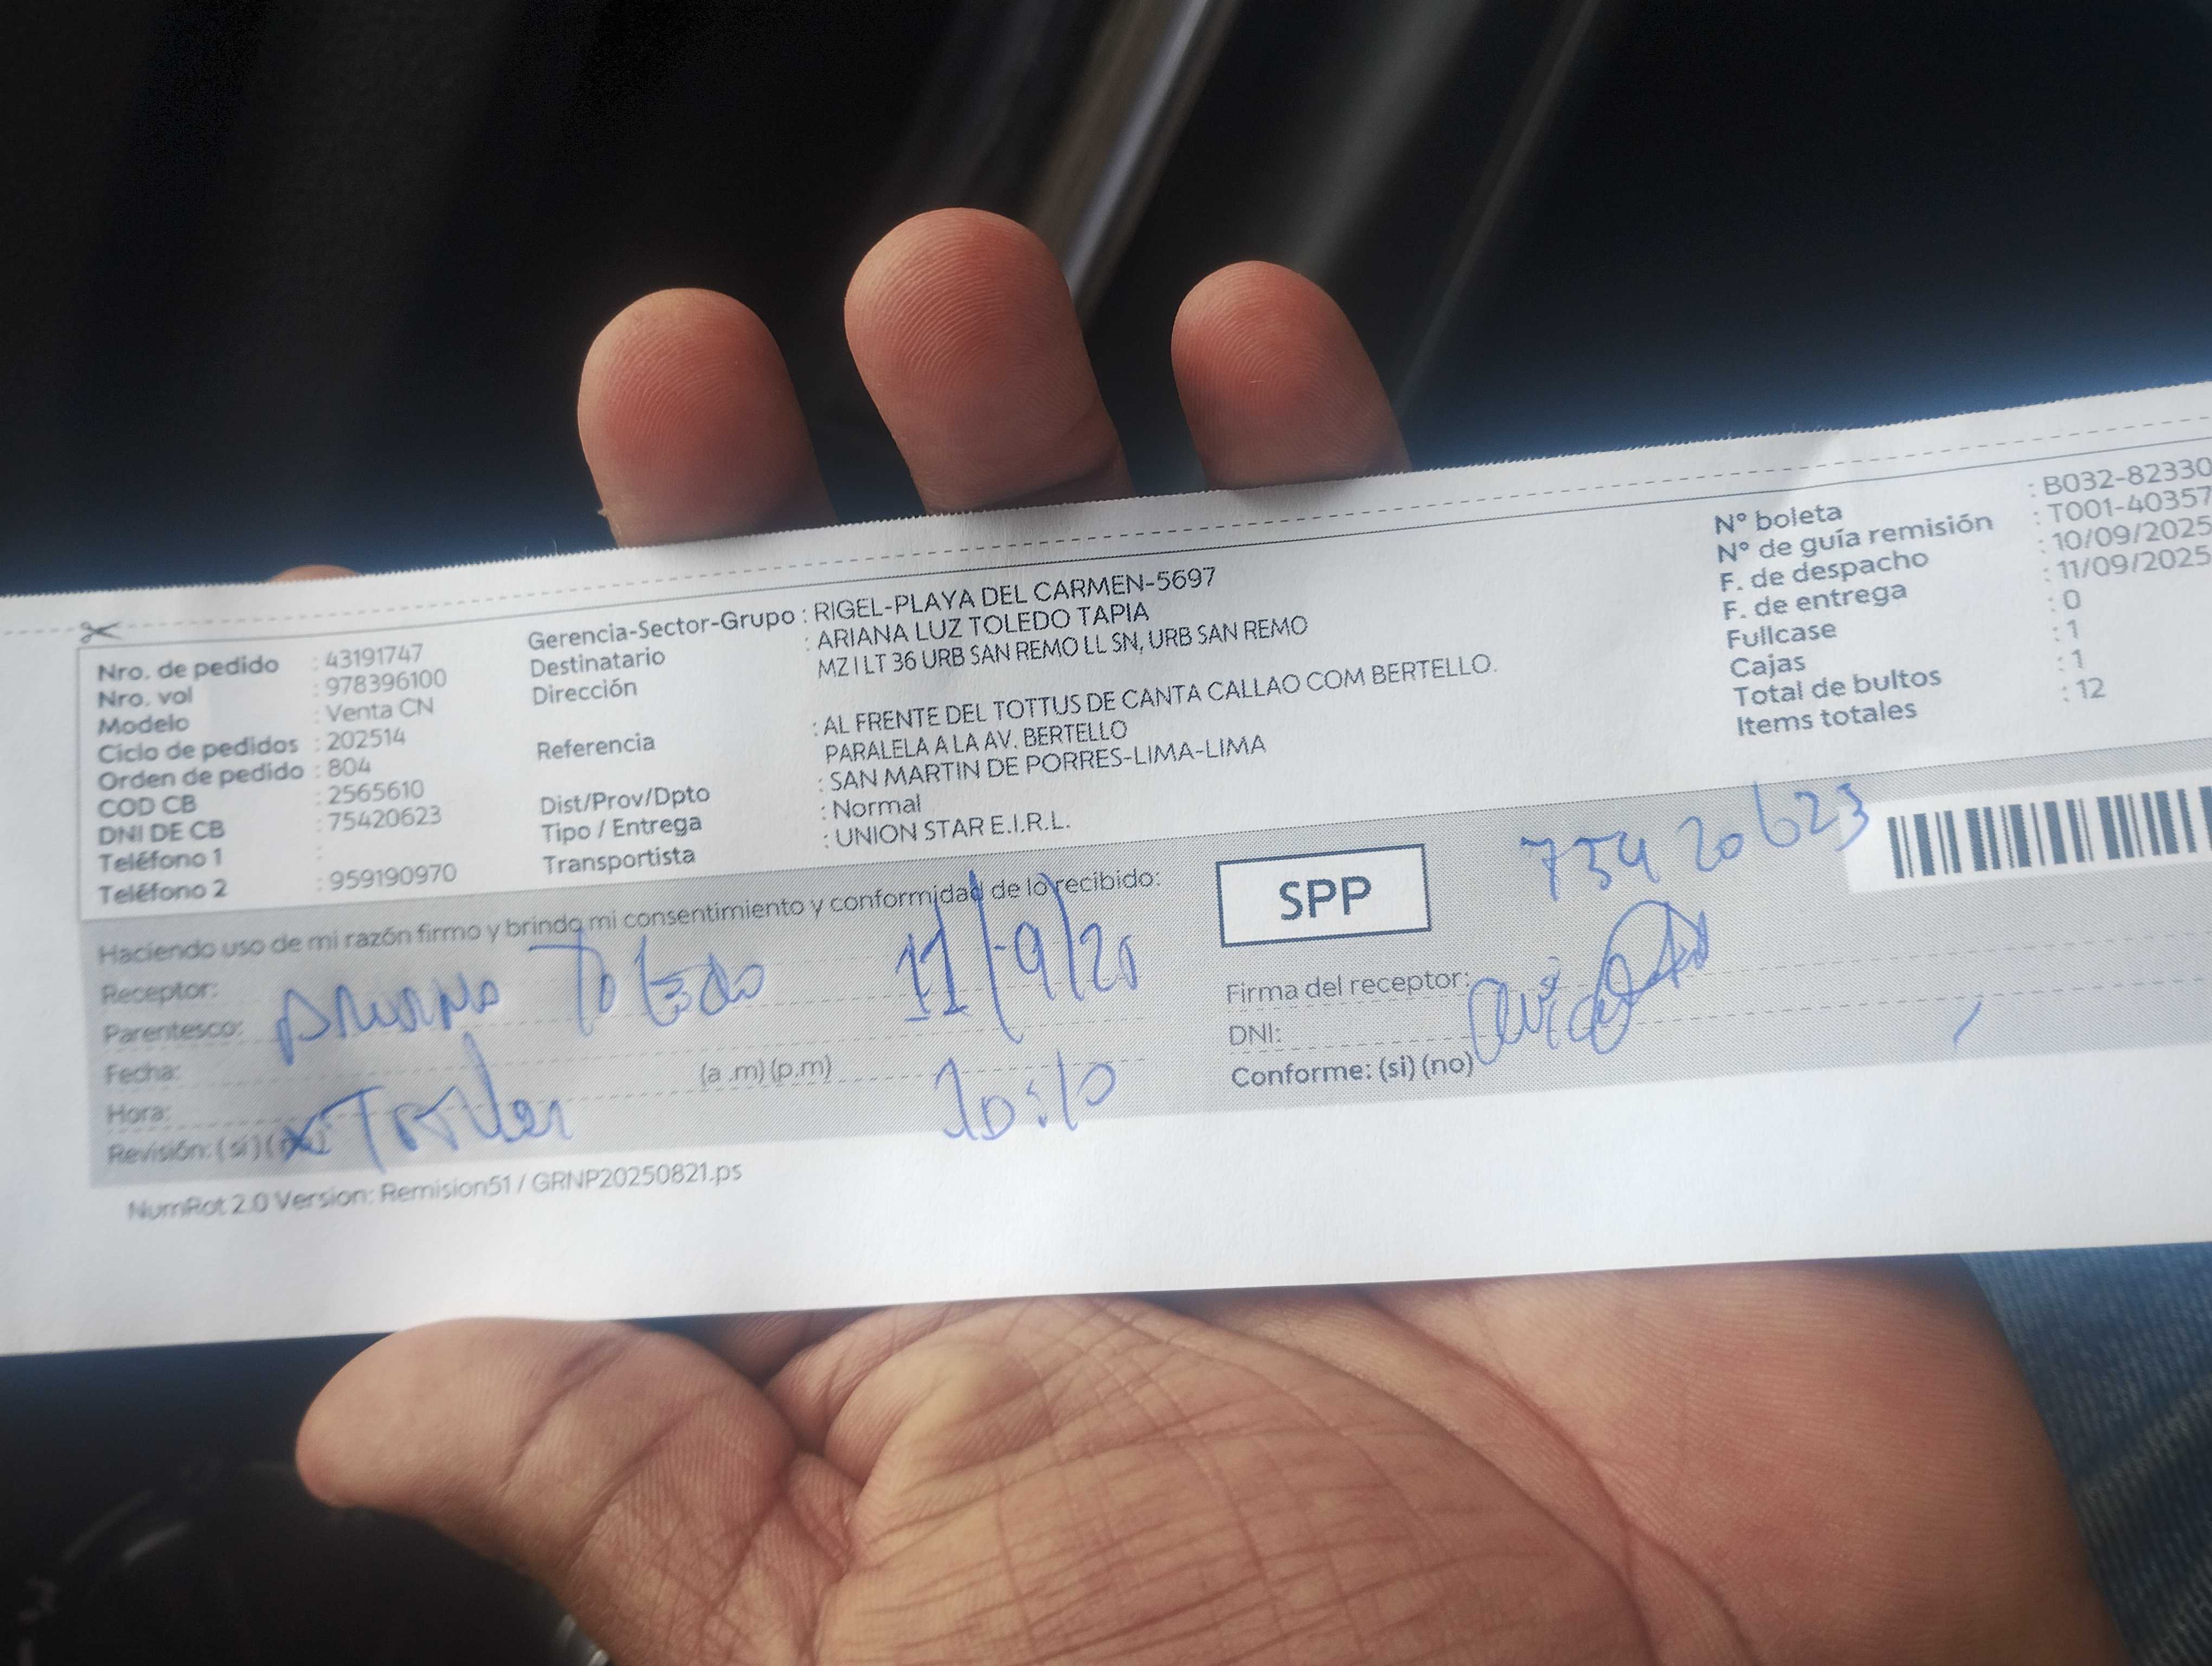 Nro. de pedido : 43191747
Nro. vol : 978396100
Modelo : Venta CN
Ciclo de pedidos : 202514
Orden de pedido : 804
COD CB : 2565610
DNI DE CB : 75420623
Teléfono 1 :
Teléfono 2 : 959190970
Gerencia-Sector-Grupo : RIGEL-PLAYA DEL CARMEN-5697
Destinatario : ARIANA LUZ TOLEDO TAPIA
Dirección MZ I LT 36 URB SAN REMO LL SN, URB SAN REMO
Referencia : AL FRENTE DEL TOTTUS DE CANTA CALLAO COM BERTELLO.
PARALELA A LA AV. BERTELLO
Dist/Prov/Dpto : SAN MARTIN DE PORRES-LIMA-LIMA
Tipo / Entrega : Normal
Transportista : UNION STAR E.I.R.L.
N° boleta : B032-82330
N° de guía remisión : T001-40357
F. de despacho : 10/09/2025
F. de entrega : 11/09/2025
Fullcase : 0
Cajas : 1
Total de bultos : 1
Items totales : 12
Haciendo uso de mi razón firmo y brindo mi consentimiento y conformidad de lo recibido:
SPP
75420623
Receptor:
Parentesco:
Ariana Toledo 11/9/25
Fecha:
Hora: (a .m) (p.m)
10:10
Revisión: (si) (no)
Firma del receptor:
DNI:
Conforme: (si) (no)
NumRot 2.0 Version: Remision51 / GRNP20250821.ps